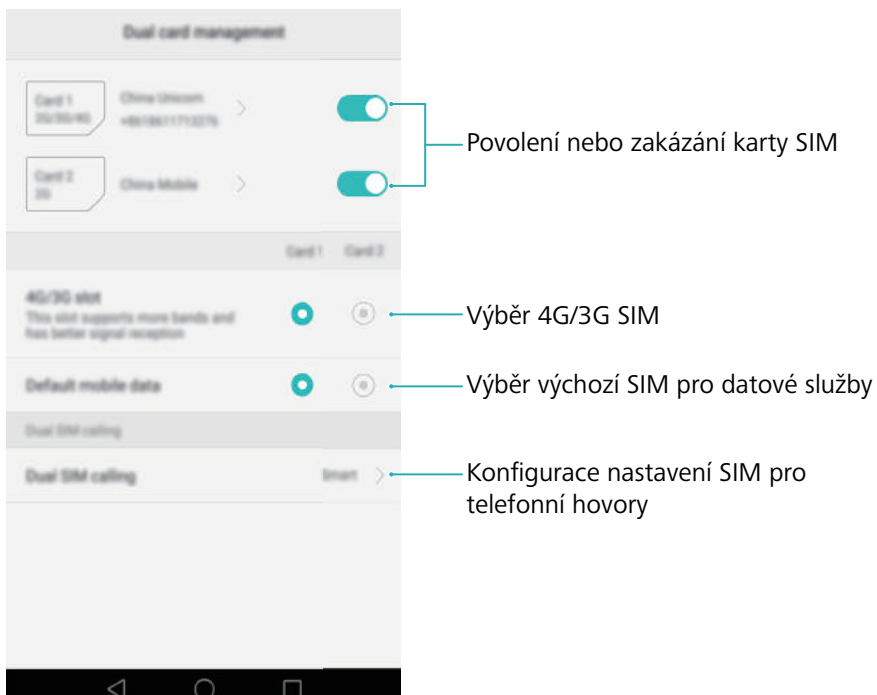 Dual card management
Card 1
2G/3G/4G
China Unicom
Card 2
2G
China Mobile
Povolení nebo zakázání karty SIM
Card 1 Card 2
4G/3G slot
This slot supports more bands and
has better signal reception
Výběr 4G/3G SIM
Default mobile data
Výběr výchozí SIM pro datové služby
Dual SIM calling
Dual SIM calling
Smart
Konfigurace nastavení SIM pro
telefonní hovory